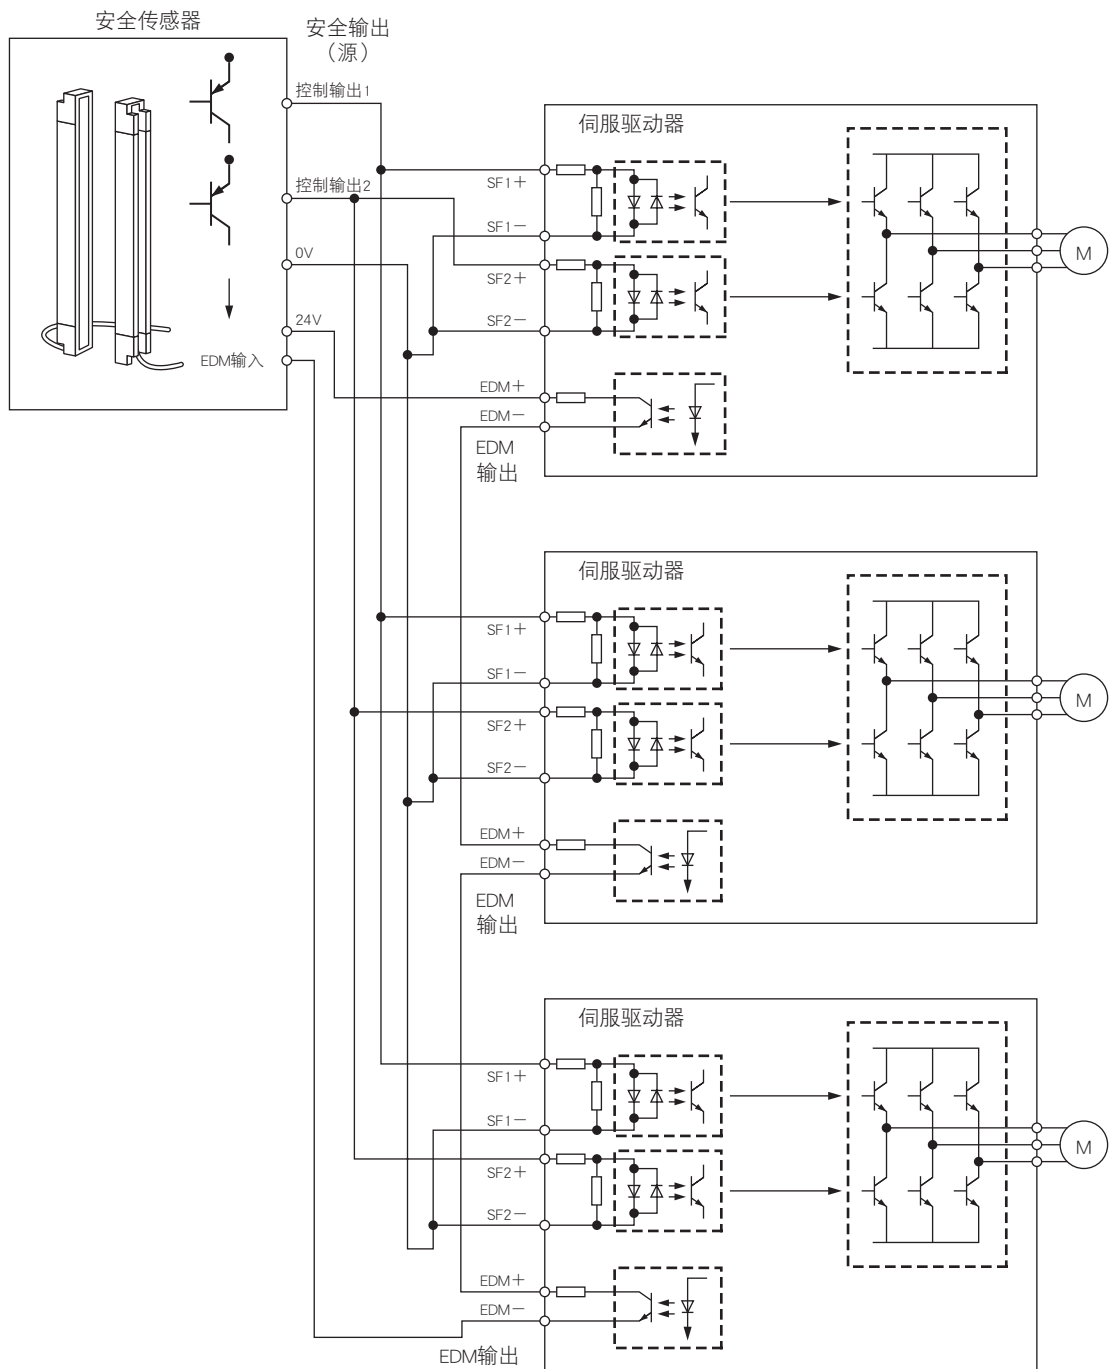 安全传感器
安全输出
（源）
控制输出1
控制输出2
0V
24V
EDM输入
伺服驱动器
SF1+
SF1-
SF2+
SF2-
EDM+
EDM-
EDM
输出
M
伺服驱动器
SF1+
SF1-
SF2+
SF2-
EDM+
EDM-
EDM
输出
M
伺服驱动器
SF1+
SF1-
SF2+
SF2-
EDM+
EDM-
EDM输出
M